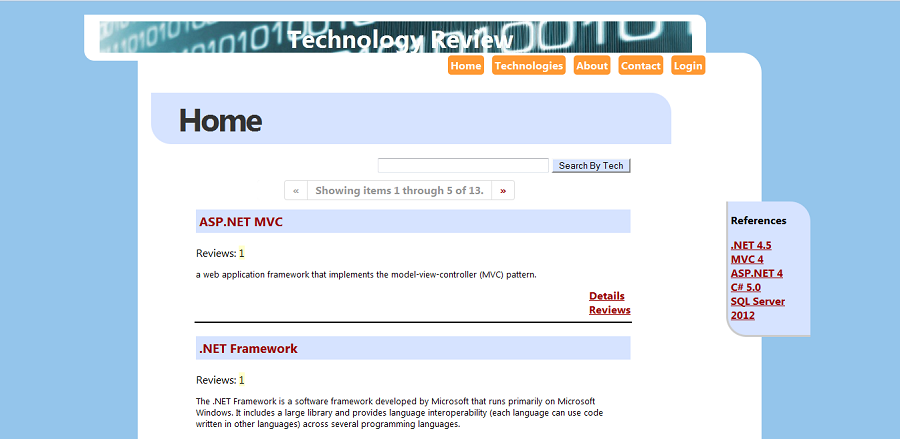 Technology Review
Home Technologies About Contact Login
Home
Search By Tech
« Showing items 1 through 5 of 13. »
ASP.NET MVC
Reviews: 1
a web application framework that implements the model-view-controller (MVC) pattern.
Details
Reviews
.NET Framework
Reviews: 1
The .NET Framework is a software framework developed by Microsoft that runs primarily on Microsoft
Windows. It includes a large library and provides language interoperability (each language can use code
written in other languages) across several programming languages.
References
.NET 4.5
MVC 4
ASP.NET 4
C# 5.0
SQL Server
2012